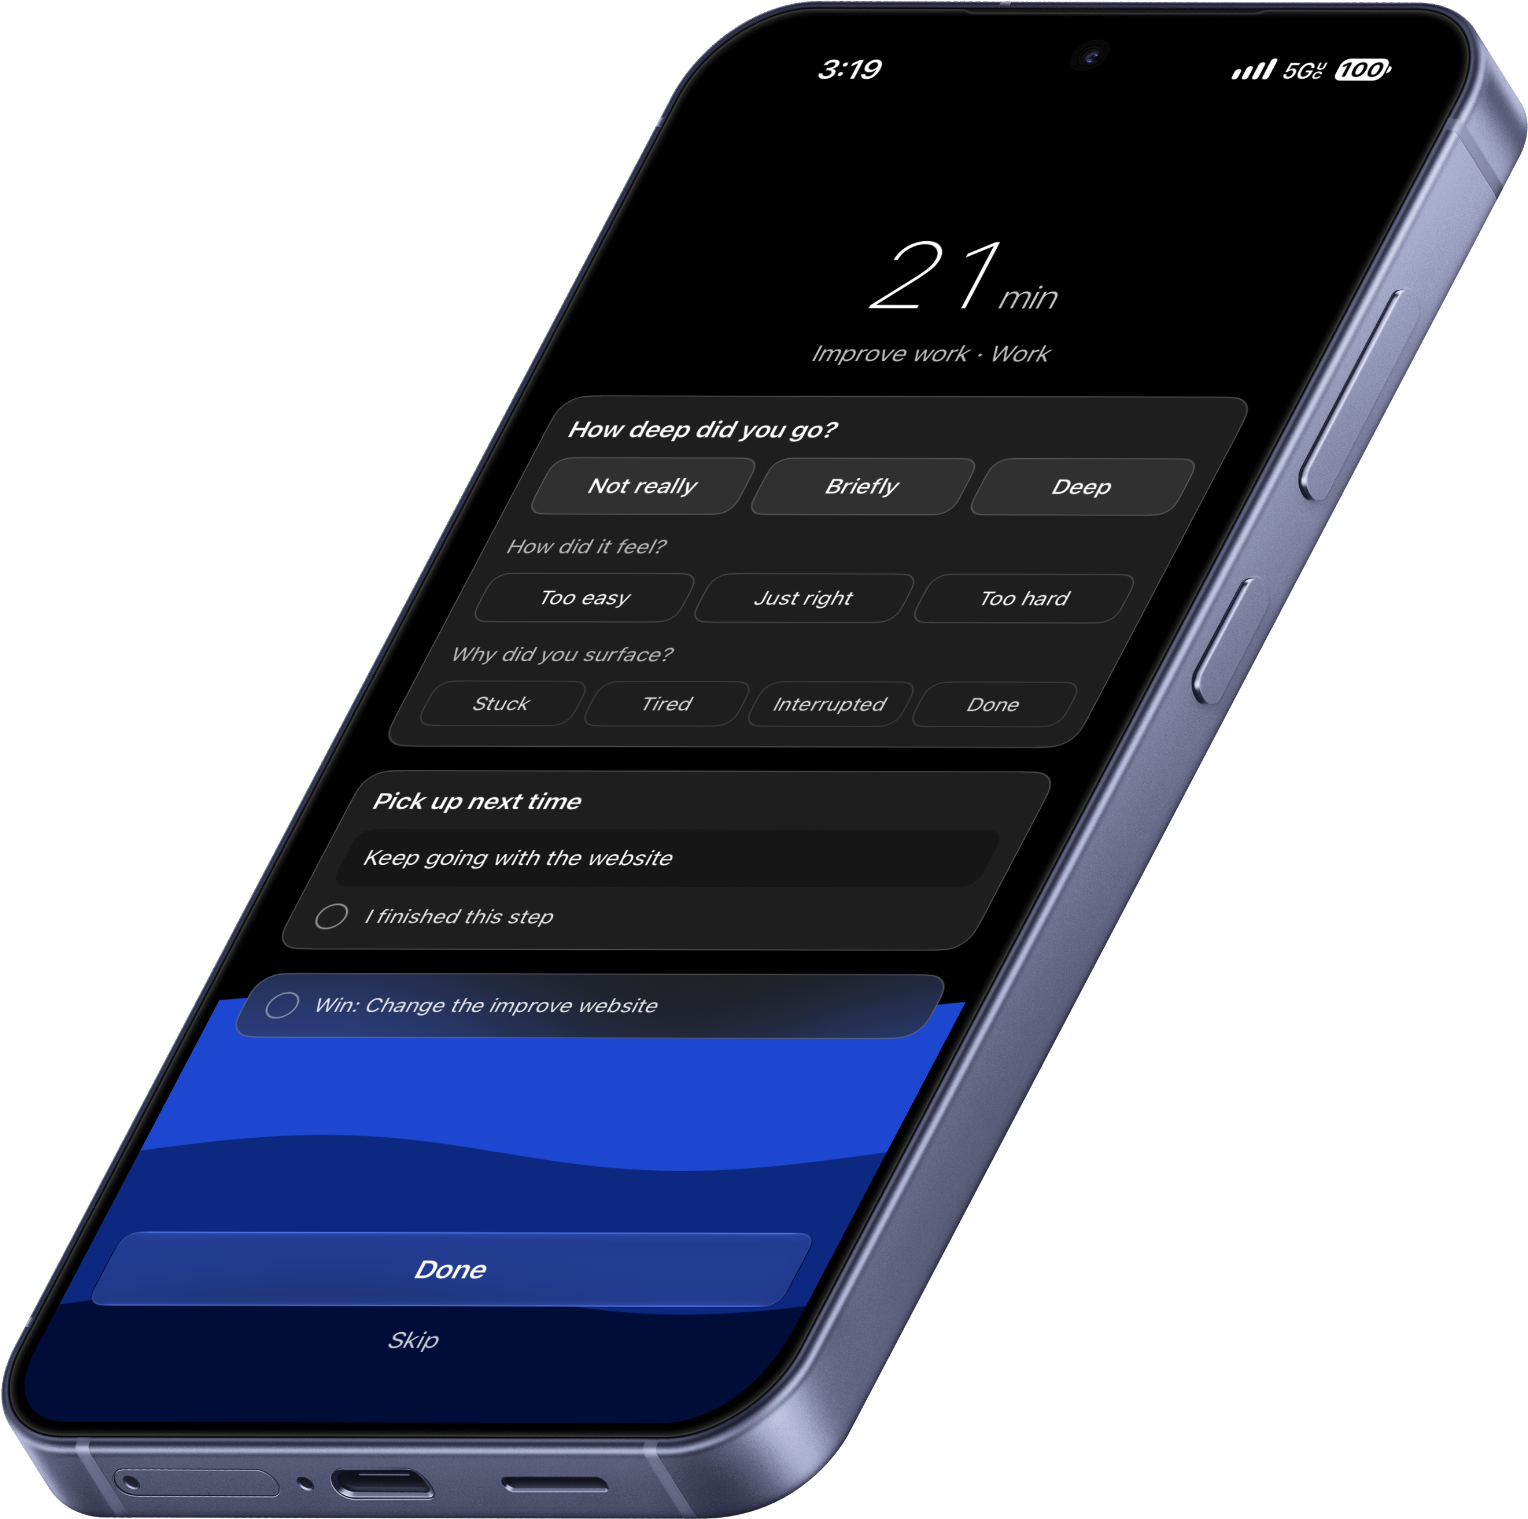 3:19 5GUC 100
21 min
Improve work · Work
How deep did you go?
Not really Briefly Deep
How did it feel?
Too easy Just right Too hard
Why did you surface?
Stuck Tired Interrupted Done
Pick up next time
Keep going with the website
I finished this step
Win: Change the improve website
Done
Skip